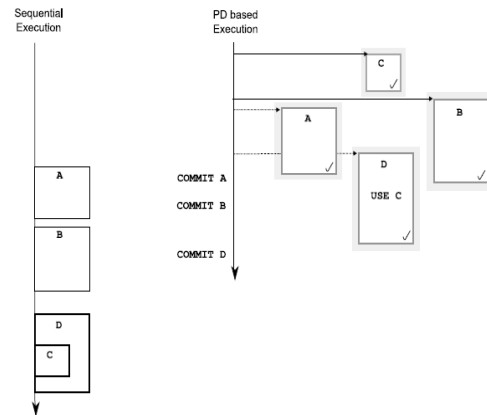 Sequential
Execution
A
B
D
C
PD based
Execution
C
B
A
D
USE C
COMMIT A
COMMIT B
COMMIT D